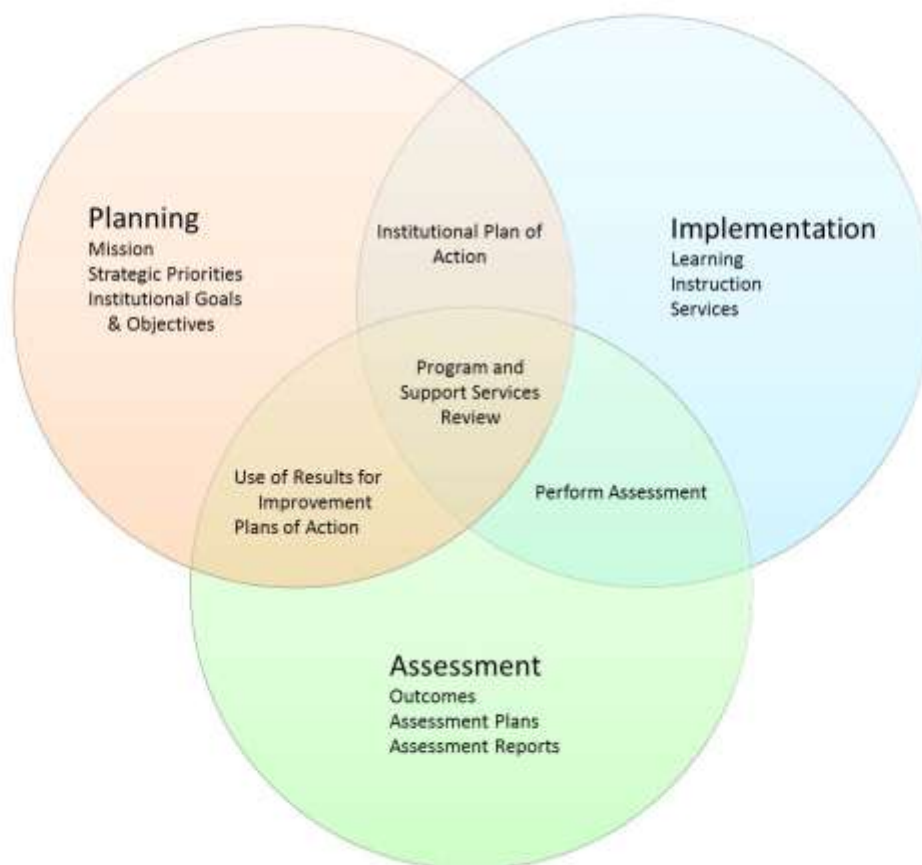 Planning
Mission
Strategic Priorities
Institutional Goals
& Objectives
Institutional Plan of
Action
Implementation
Learning
Instruction
Services
Program and
Support Services
Review
Use of Results for
Improvement
Plans of Action
Perform Assessment
Assessment
Outcomes
Assessment Plans
Assessment Reports